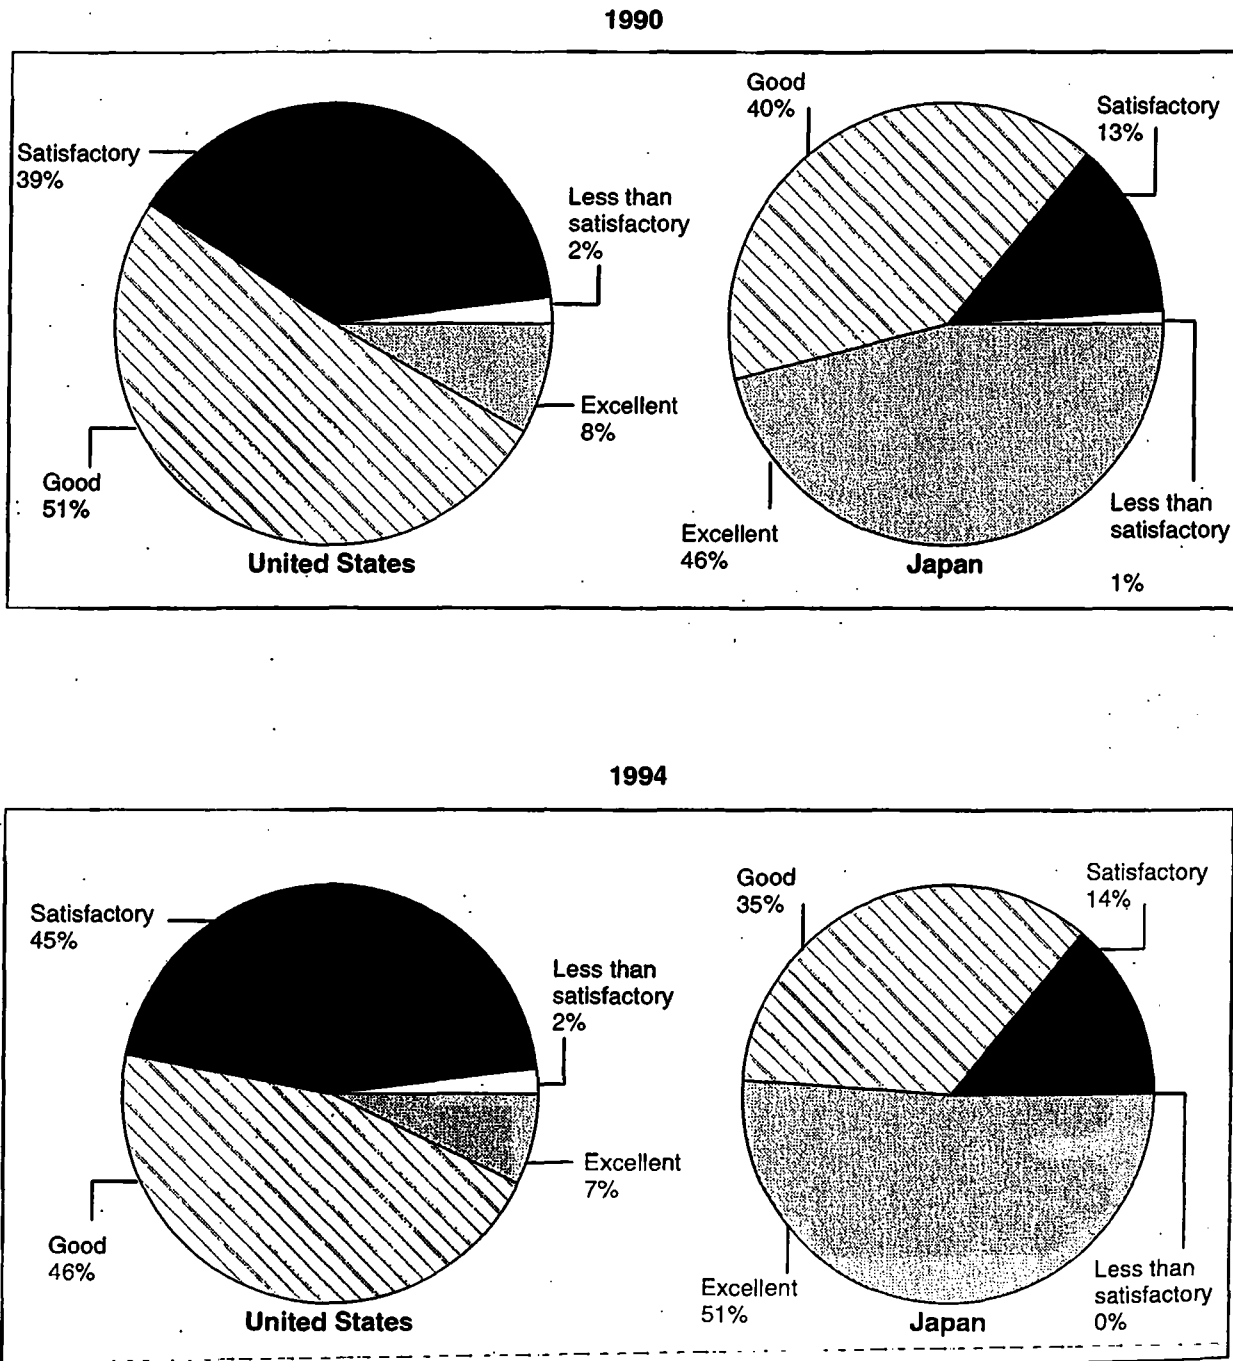 1990
Good
40%
Satisfactory
13%
Satisfactory
39%
Less than
satisfactory
2%
Excellent
8%
Good
51%
Excellent
46%
Less than
satisfactory
1%
United States
Japan
1994
Good
35%
Satisfactory
14%
Satisfactory
45%
Less than
satisfactory
2%
Excellent
7%
Good
46%
Excellent
51%
Less than
satisfactory
0%
United States
Japan